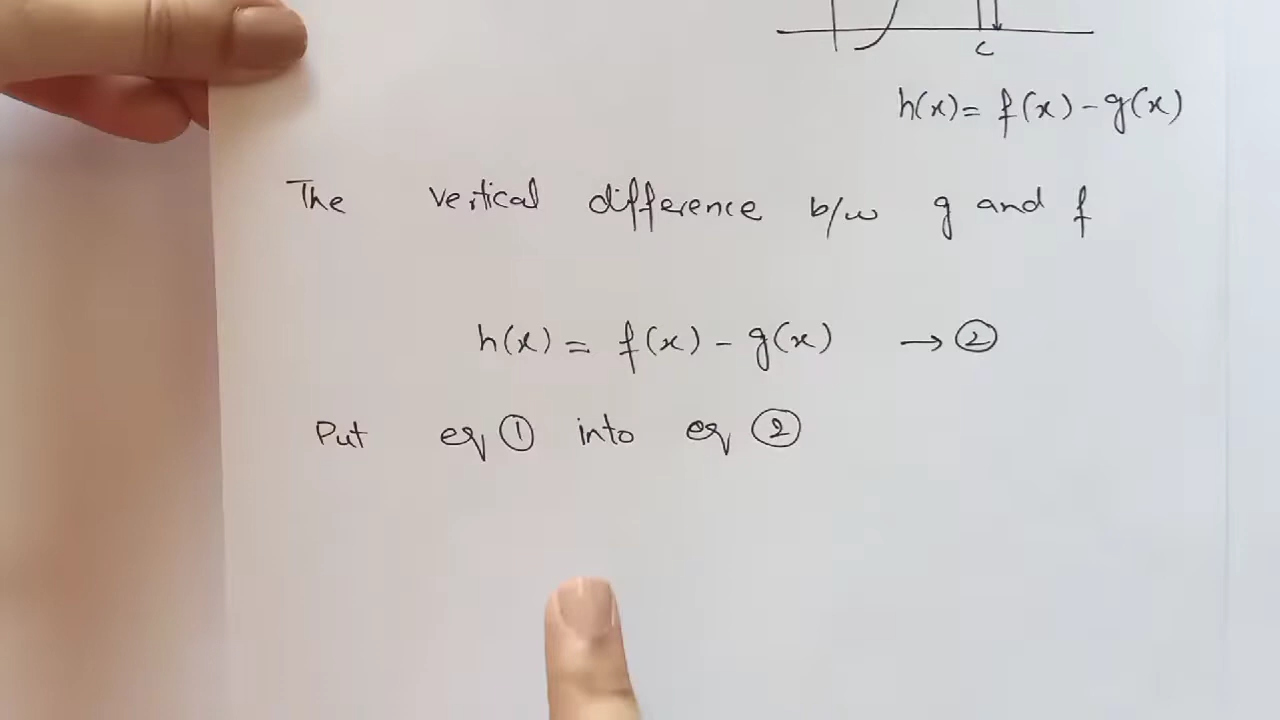 c
h(x) = f(x) - g(x)
The vertical difference b/w g and f
h(x) = f(x) - g(x) → ②
Put eq ① into eq ②